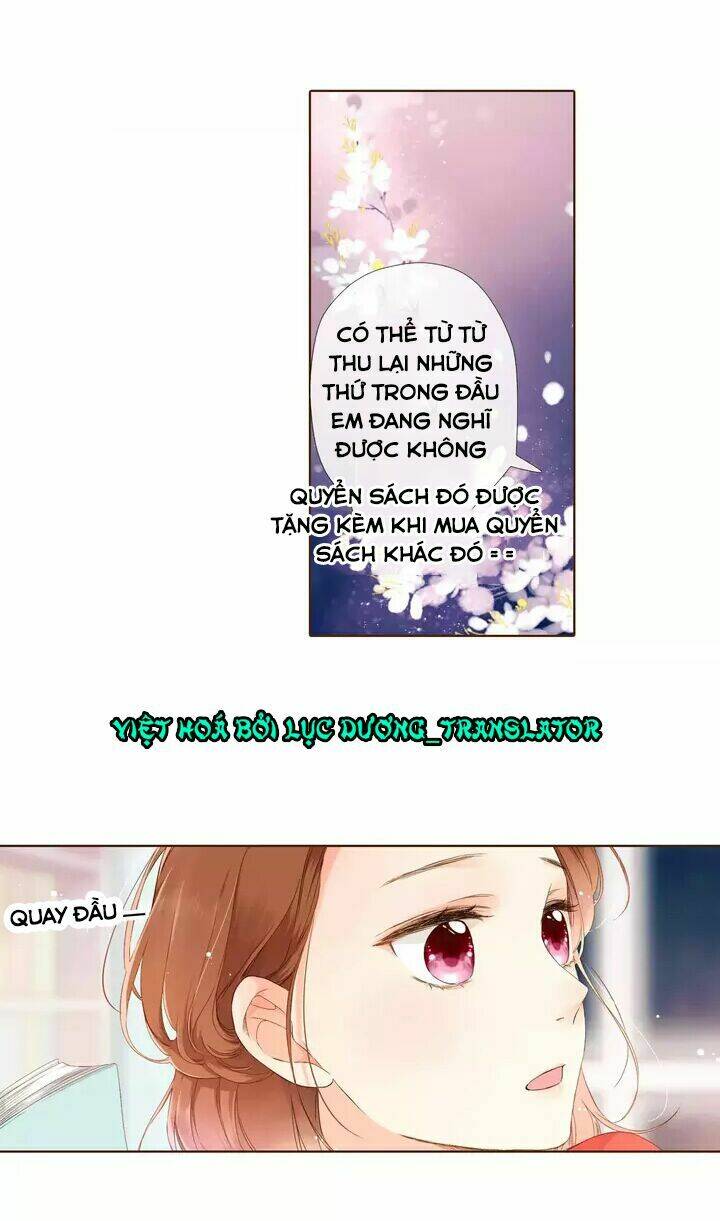 CÓ THỂ TỪ TỪ
THU LẠI NHỮNG
THỨ TRONG ĐẦU
EM ĐANG NGHĨ
ĐƯỢC KHÔNG
QUYỂN SÁCH ĐÓ ĐƯỢC
TẶNG KÈM KHI MUA QUYỂN
SÁCH KHÁC ĐÓ = =
VIỆT HOÁ BỞI LỤC DƯƠNG_TRANSLATOR
QUAY ĐẦU —